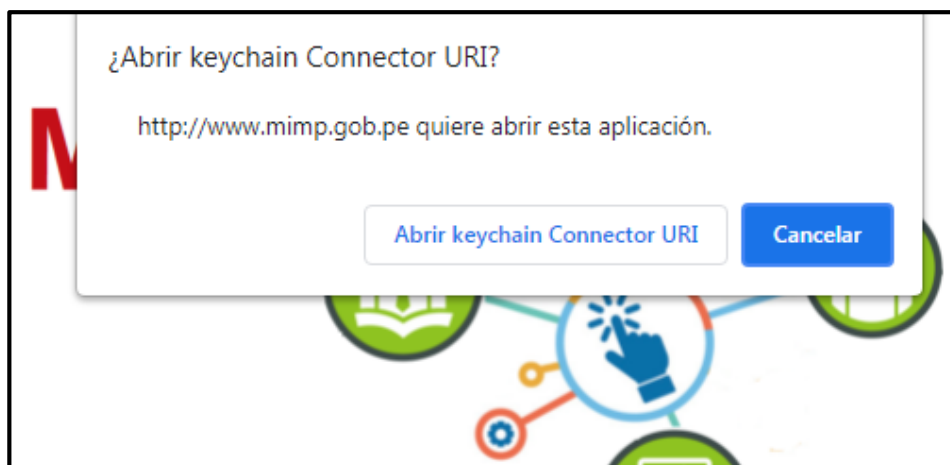 ¿Abrir keychain Connector URI?
http://www.mimp.gob.pe quiere abrir esta aplicación.
Abrir keychain Connector URI
Cancelar
M